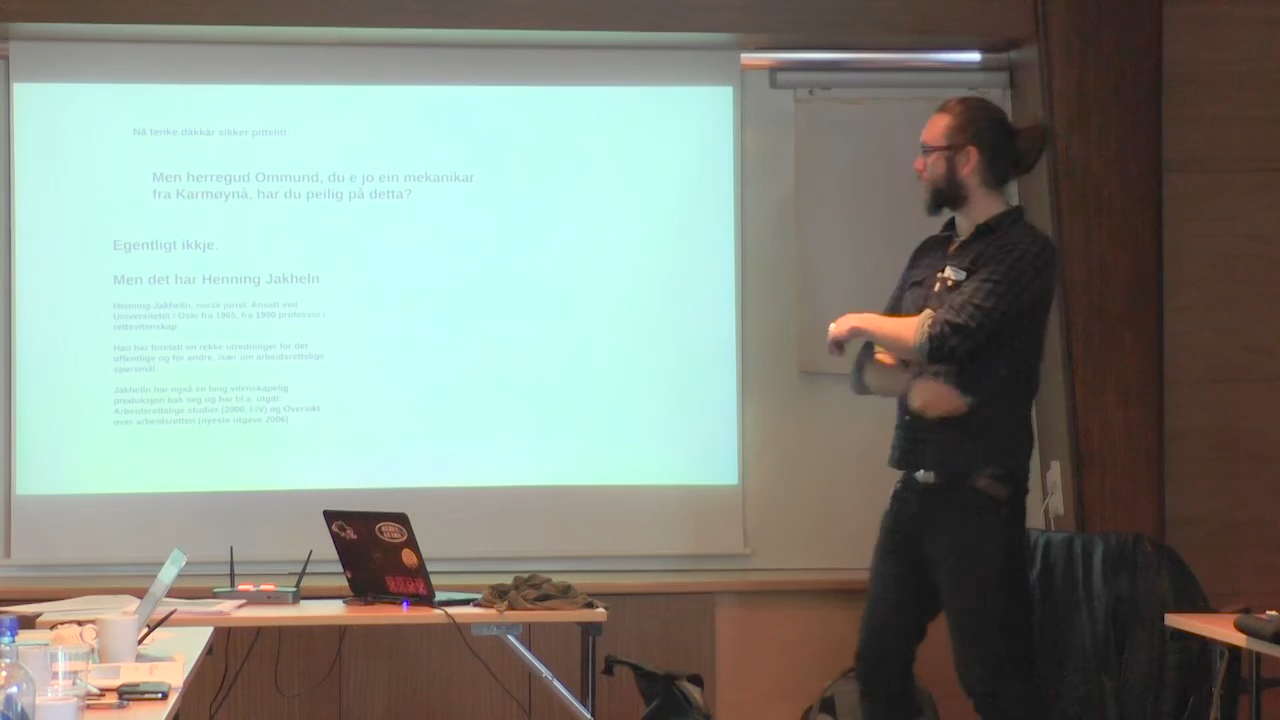 Nå tenke dåkkår sikker pittelitt
Men herregud Ommund, du e jo ein mekanikar
fra Karmøynå, har du peilig på detta?
Egentligt ikkje.
Men det har Henning Jakheln
Henning Jakhelln, norsk jurist. Ansatt ved
Universitetet i Oslo fra 1965, fra 1990 professor i
rettsvitenskap.
Han har foretatt en rekke utredninger for det
offentlige og for andre, især om arbeidsrettslige
spørsmål.
Jakhelln har også en lang vitenskapelig
produksjon bak seg og har bl.a. utgitt
Arbeidsrettslige studier (2000, I-IV) og Oversikt
over arbeidsretten (nyeste utgave 2006)